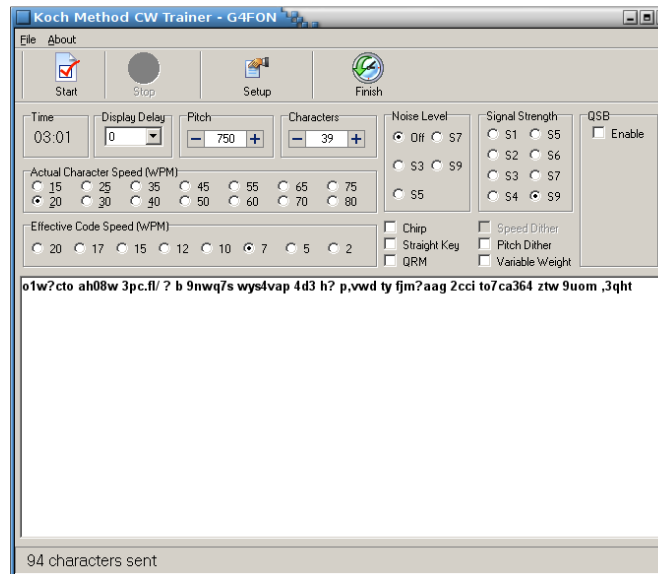 Koch Method CW Trainer - G4FON
File About
Start Stop Setup Finish
Time Display Delay Pitch Characters Noise Level Signal Strength QSB
03:01 0 750 39 Off S7 S1 S5 Enable
S2 S6
S3 S9
Actual Character Speed (WPM) S3 S7
15 25 35 45 55 65 75
20 30 40 50 60 70 80 S5 S4 S9
Effective Code Speed (WPM) Chirp Speed Dither
20 17 15 12 10 7 5 2 Straight Key Pitch Dither
QRM Variable Weight
o1w?cto ah08w 3pc.fl/ ? b 9nwq7s wys4vap 4d3 h? p,vwd ty fjm?aag 2cci to7ca364 ztw 9uom ,3qht
94 characters sent